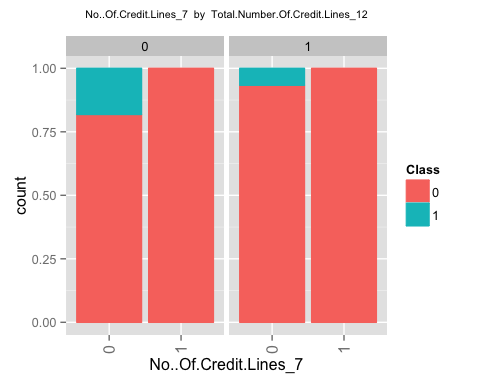 No..Of.Credit.Lines_7 by Total.Number.Of.Credit.Lines_12
0 1
1.00
0.75
0.50
0.25
0.00
count
0 1 0 1
No..Of.Credit.Lines_7
Class
0
1